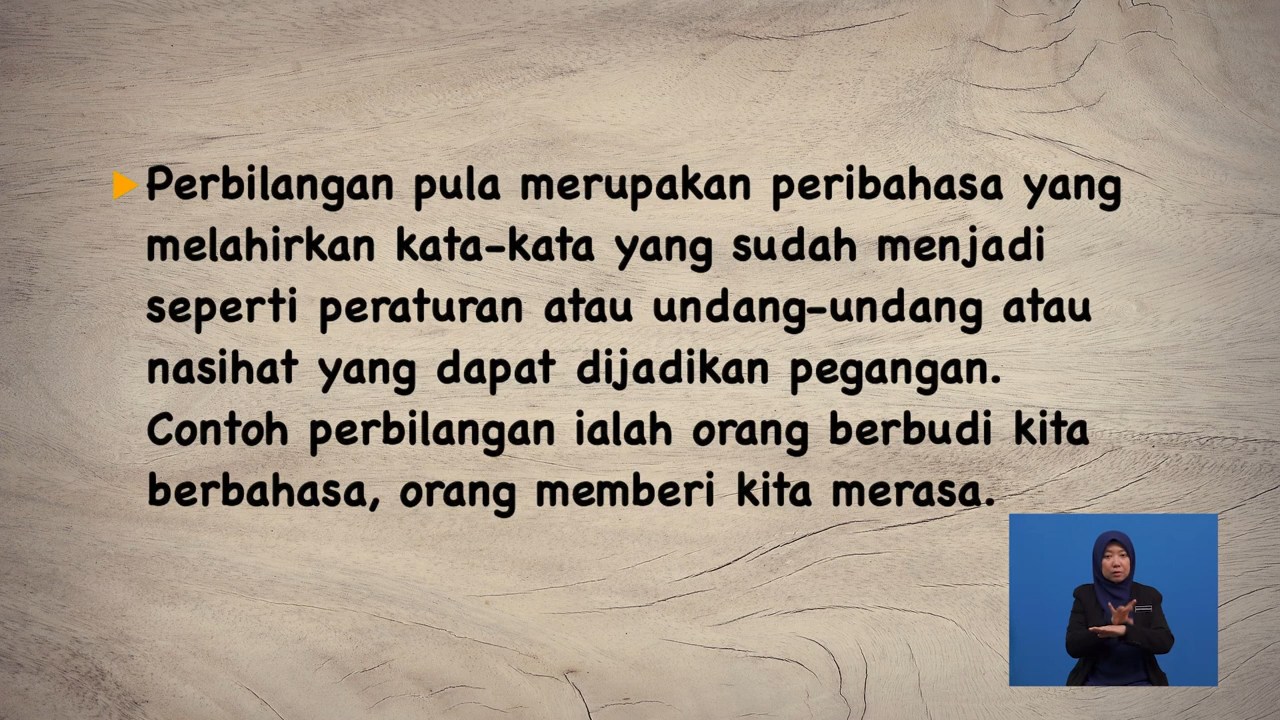 Perbilangan pula merupakan peribahasa yang
melahirkan kata-kata yang sudah menjadi
seperti peraturan atau undang-undang atau
nasihat yang dapat dijadikan pegangan.
Contoh perbilangan ialah orang berbudi kita
berbahasa, orang memberi kita merasa.